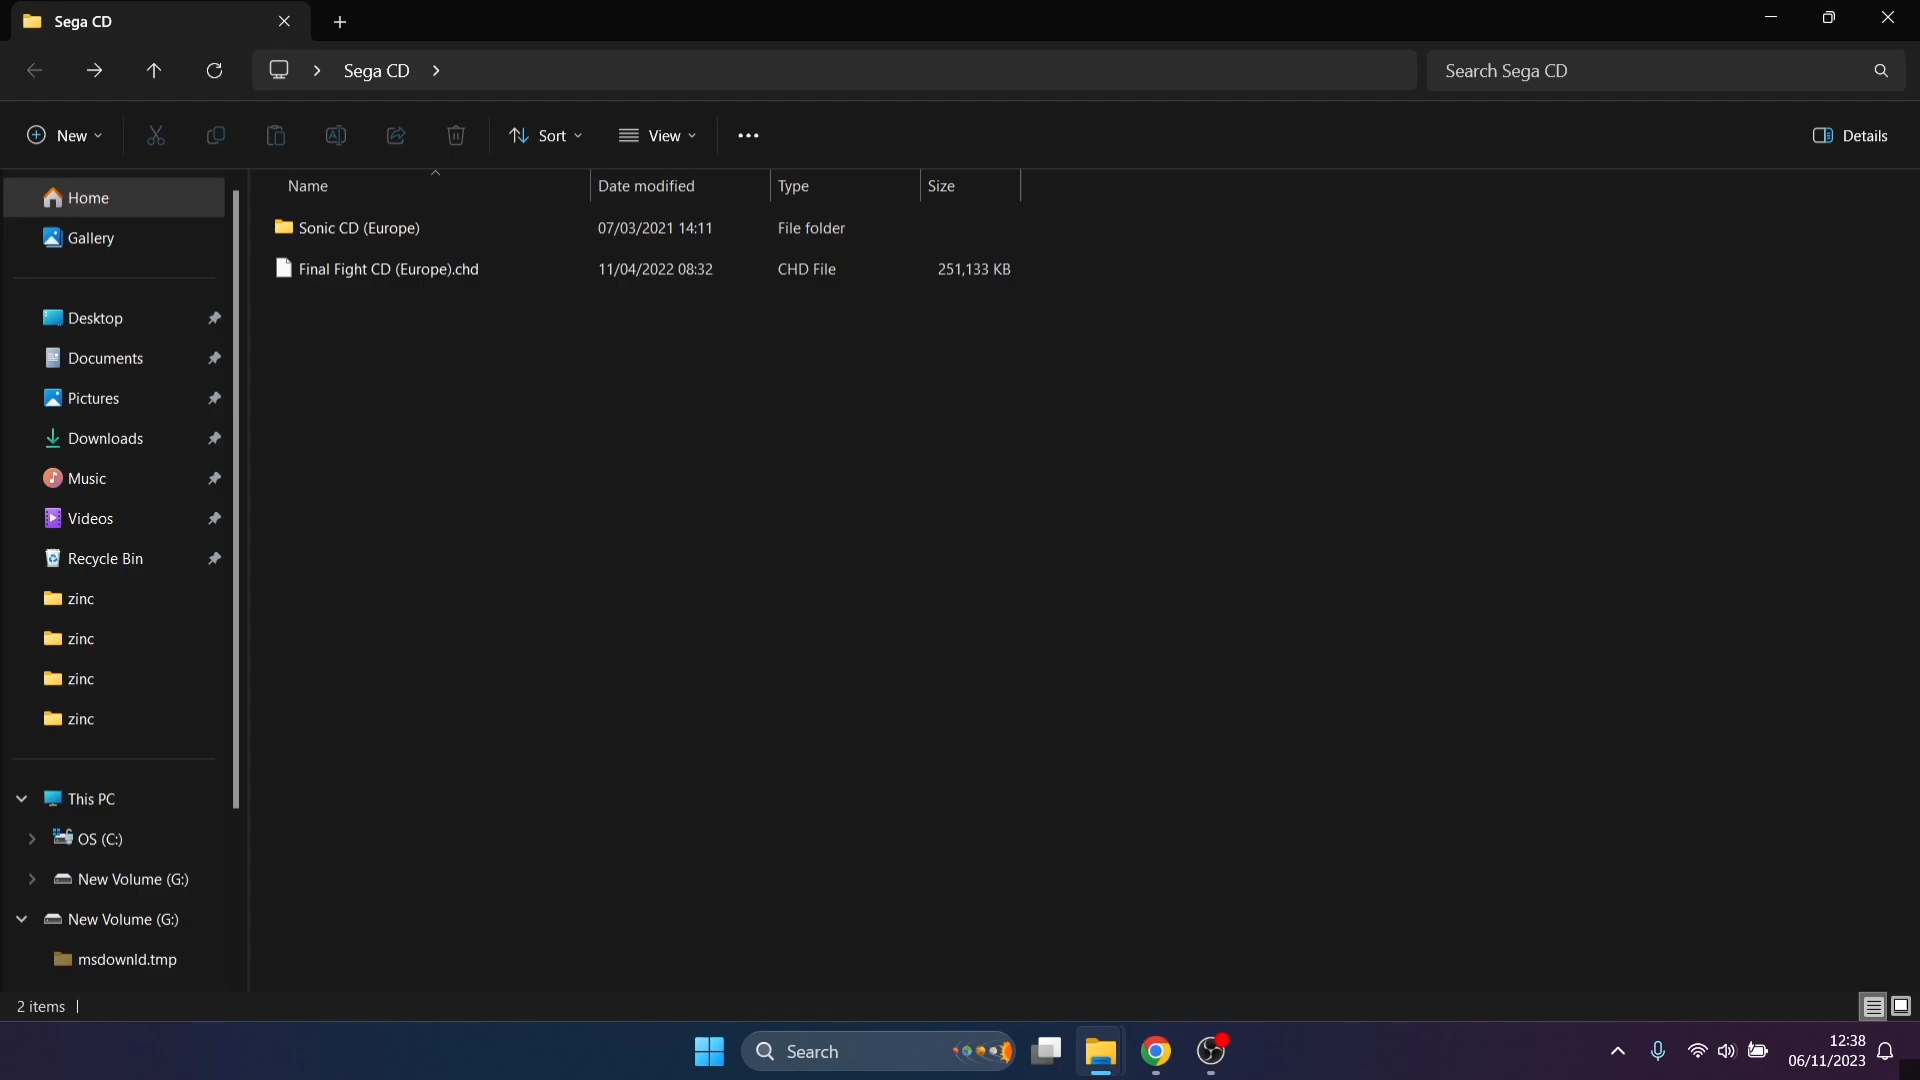 Sega CD
Sega CD
Search Sega CD
New
Sort
View
Details
Name
Date modified
Type
Size
Home
Gallery
Sonic CD (Europe)
07/03/2021 14:11
File folder
Final Fight CD (Europe).chd
11/04/2022 08:32
CHD File
251,133 KB
Desktop
Documents
Pictures
Downloads
Music
Videos
Recycle Bin
zinc
zinc
zinc
zinc
This PC
OS (C:)
New Volume (G:)
New Volume (G:)
msdownld.tmp
2 items
Search
12:38
06/11/2023